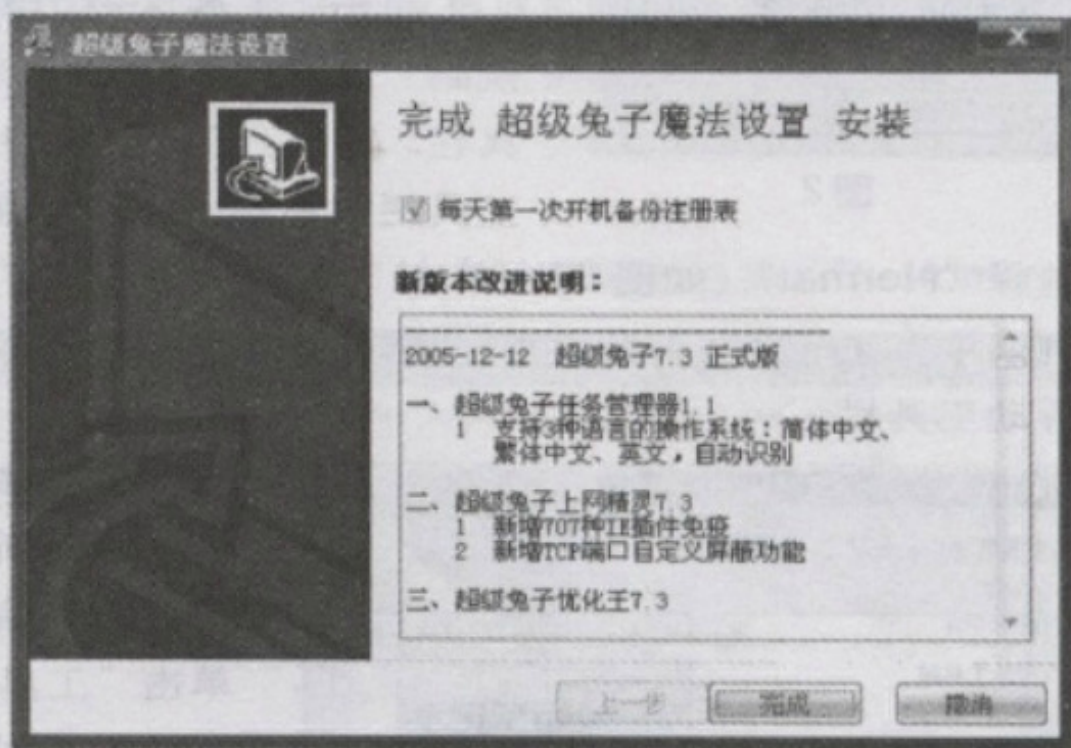 超级兔子魔法设置
完成 超级兔子魔法设置 安装
每天第一次开机备份注册表
新版本改进说明：
2005-12-12 超级兔子7.3 正式版
一、超级兔子任务管理器1.1
1 支持3种语言的操作系统：简体中文、
繁体中文、英文，自动识别
二、超级兔子上网精灵7.3
1 新增707种IE插件免疫
2 新增TCP端口自定义屏蔽功能
三、超级兔子优化王7.3
上一步 完成 撤消